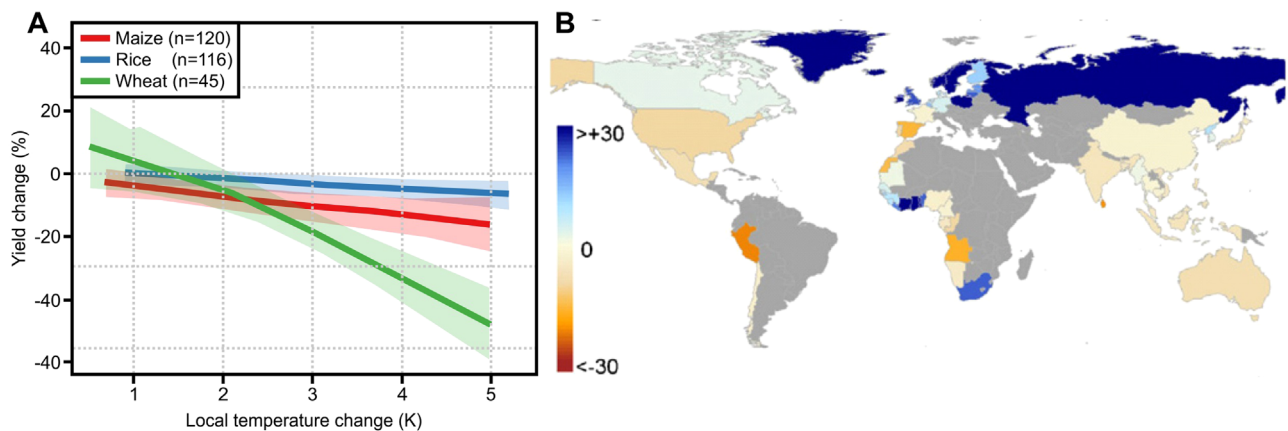 A
Maize (n=120)
Rice (n=116)
Wheat (n=45)
40
20
0
-20
-40
-40
Yield change (%)
1 2 3 4 5
Local temperature change (K)
B
>+30
0
<-30